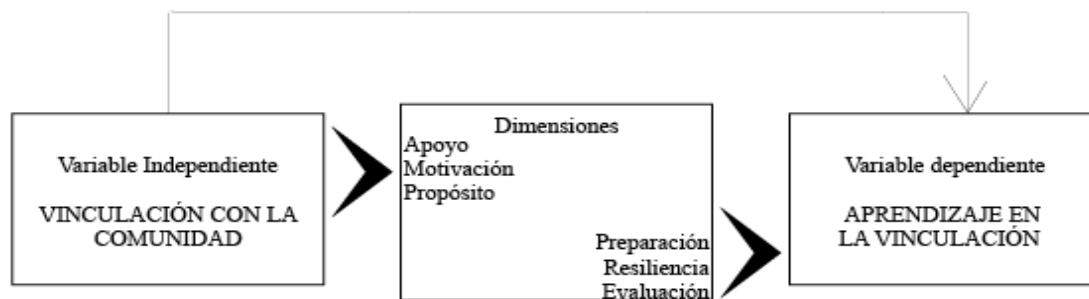 Variable Independiente
VINCULACIÓN CON LA
COMUNIDAD
Dimensiones
Apoyo
Motivación
Propósito
Preparación
Resiliencia
Evaluación
Variable dependiente
APRENDIZAJE EN
LA VINCULACIÓN